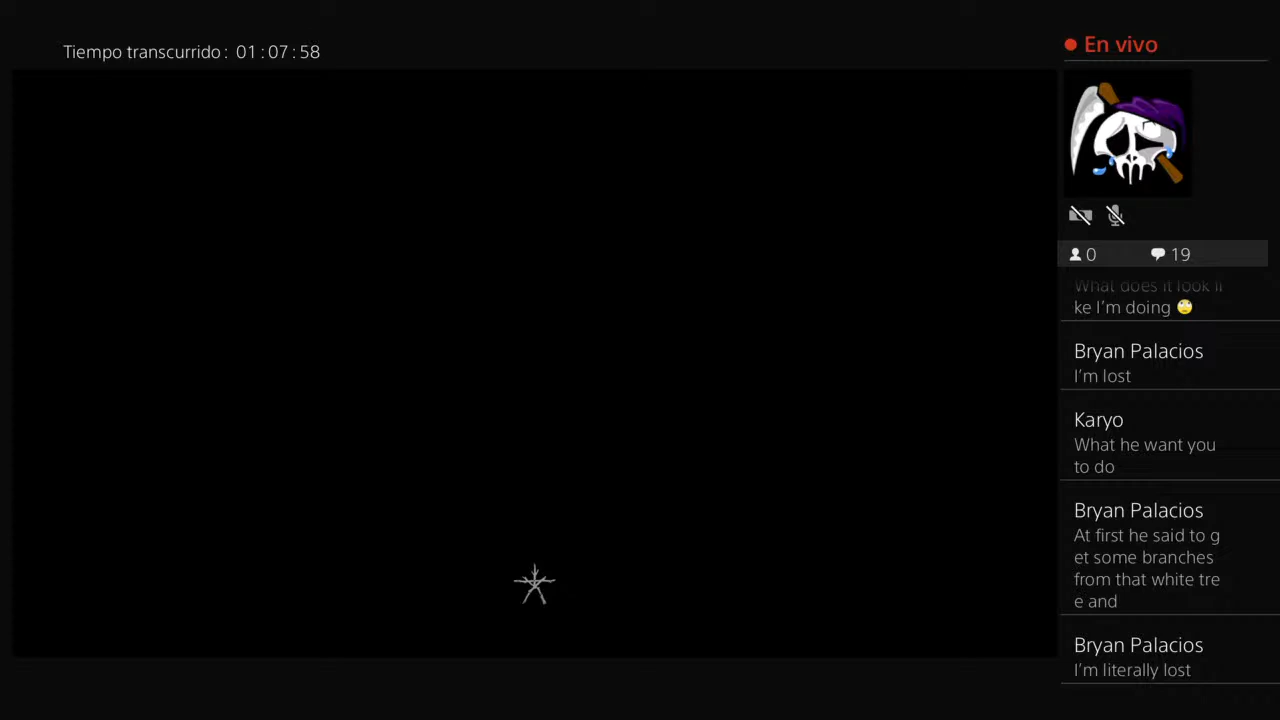 Tiempo transcurrido: 01:07:58
En vivo
0
19
What does it look li
ke I'm doing 🙄
Bryan Palacios
I'm lost
Karyo
What he want you
to do
Bryan Palacios
At first he said to g
et some branches
from that white tre
e and
Bryan Palacios
I'm literally lost